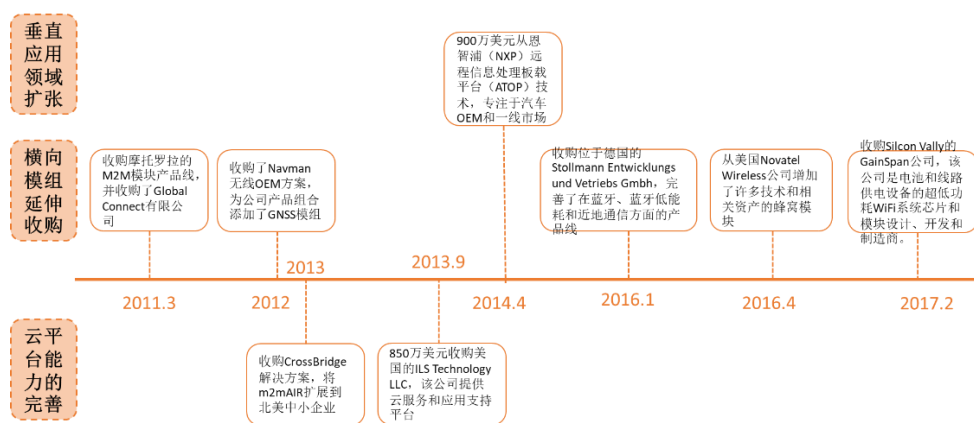 垂直
应用
领域
扩张
900万美元从恩
智浦（NXP）远
程信息处理板载
平台（ATOP）技
术，专注于汽车
OEM和一线市场
横向
模组
延伸
收购
收购摩托罗拉的
M2M模块产品线，
并收购了Global
Connect有限公
司
收购了Navman
无线OEM方案，
为公司产品组合
添加了GNSS模组
收购位于德国的
Stollmann Entwicklungs
und Vetriebs Gmbh，完
善了在蓝牙、蓝牙低能
耗和近地通信方面的产
品线
从美国Novatel
Wireless公司增加
了许多技术和相
关资产的蜂窝模
块
收购Silcon Vally的
GainSpan公司，该
公司是电池和线路
供电设备的超低功
耗WiFi系统芯片和
模块设计、开发和
制造商。
2011.3
2012
2013
2013.9
2014.4
2016.1
2016.4
2017.2
云平
台能
力的
完善
收购CrossBridge
解决方案，将
m2mAIR扩展到
北美中小企业
850万美元收购美
国的ILS Technology
LLC，该公司提供
云服务和应用支持
平台